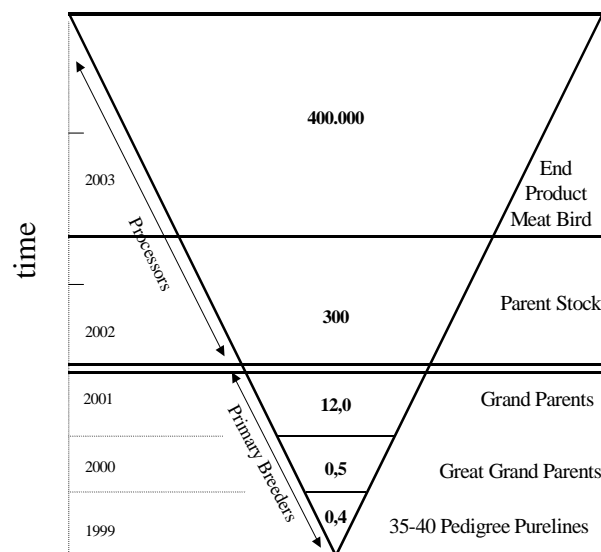 400.000
End
Product
Meat Bird
2003
time
Processors
Parent Stock
300
2002
2001
12,0
Grand Parents
Primary Breeders
2000
0,5
Great Grand Parents
0,4
35-40 Pedigree Purelines
1999